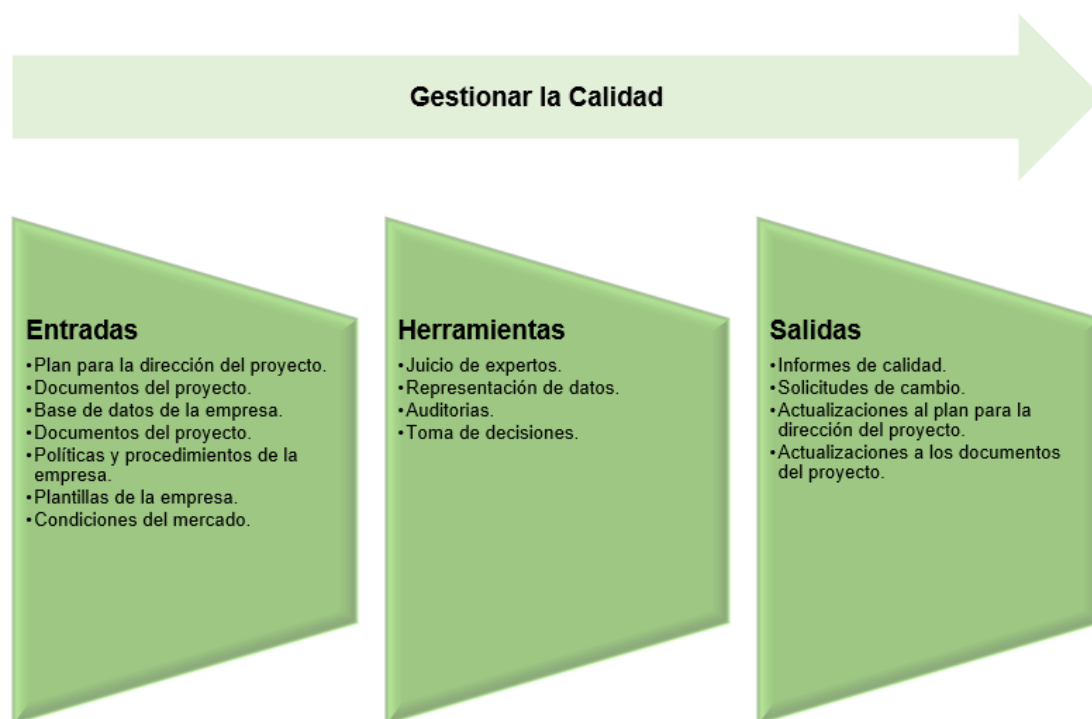 Gestionar la Calidad
Entradas
•Plan para la dirección del proyecto.
•Documentos del proyecto.
•Base de datos de la empresa.
•Documentos del proyecto.
•Políticas y procedimientos de la
empresa.
•Plantillas de la empresa.
•Condiciones del mercado.
Herramientas
•Juicio de expertos.
•Representación de datos.
•Auditorias.
•Toma de decisiones.
Salidas
•Informes de calidad.
•Solicitudes de cambio.
•Actualizaciones al plan para la
dirección del proyecto.
•Actualizaciones a los documentos
del proyecto.